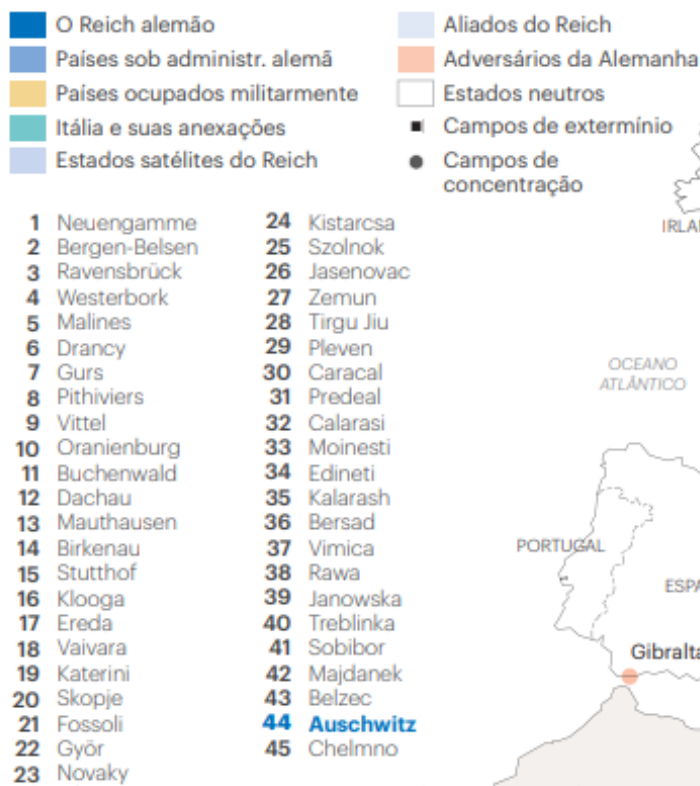 O Reich alemão
Países sob administr. alemã
Países ocupados militarmente
Itália e suas anexações
Estados satélites do Reich
Aliados do Reich
Adversários da Alemanha
Estados neutros
Campos de extermínio
Campos de
concentração
1 Neuengamme
2 Bergen-Belsen
3 Ravensbrück
4 Westerbork
5 Malines
6 Drancy
7 Gurs
8 Pithiviers
9 Vittel
10 Oranienburg
11 Buchenwald
12 Dachau
13 Mauthausen
14 Birkenau
15 Stutthof
16 Klooga
17 Ereda
18 Vaivara
19 Katerini
20 Skopje
21 Fossoli
22 Györ
23 Novaky
24 Kistarcsa
25 Szolnok
26 Jasenovac
27 Zemun
28 Tirgu Jiu
29 Pleven
30 Caracal
31 Predeal
32 Calarasi
33 Moinesti
34 Edineti
35 Kalarash
36 Bersad
37 Vimica
38 Rawa
39 Janowska
40 Treblinka
41 Sobibor
42 Majdanek
43 Belzec
44 Auschwitz
45 Chelmno
IRLA
OCEANO
ATLÂNTICO
PORTUGAL
ESPA
Gibralta